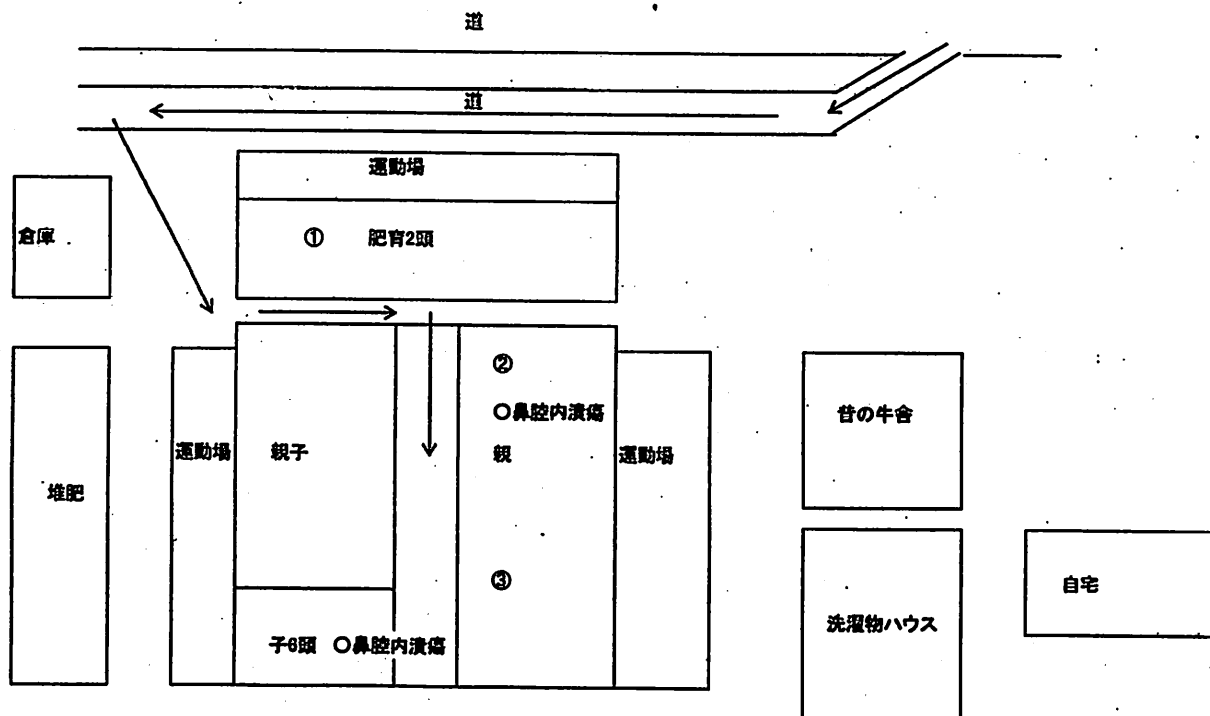 道
道
運動場
倉庫
① 肥育2頭
②
○鼻腔内潰瘍
昔の牛舎
運動場
親子
親
運動場
堆肥
③
自宅
洗濯物ハウス
子6頭 ○鼻腔内潰瘍